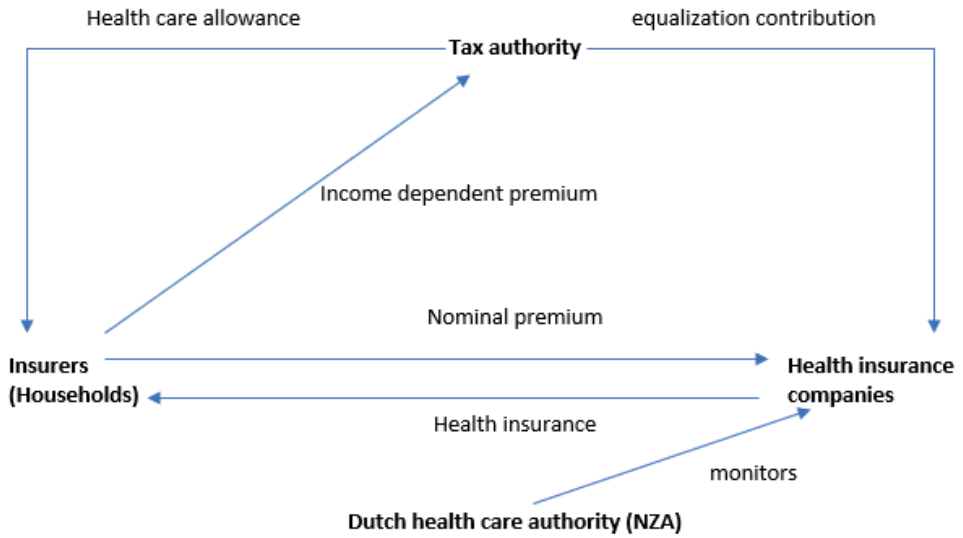 Health care allowance
equalization contribution
Tax authority
Income dependent premium
Nominal premium
Insurers
(Households)
Health insurance
companies
Health insurance
monitors
Dutch health care authority (NZA)